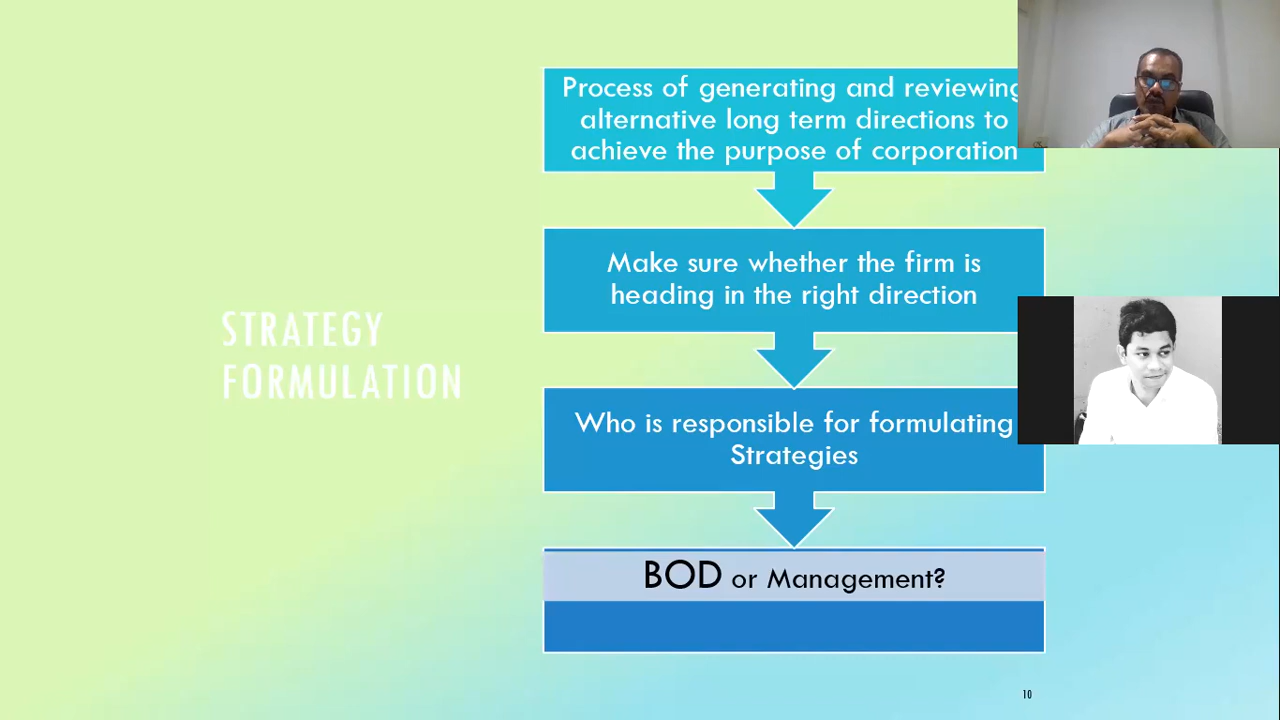 Process of generating and reviewing
alternative long term directions to
achieve the purpose of corporation
Make sure whether the firm is
heading in the right direction
STRATEGY
FORMULATION
Who is responsible for formulating
Strategies
BOD or Management?
10